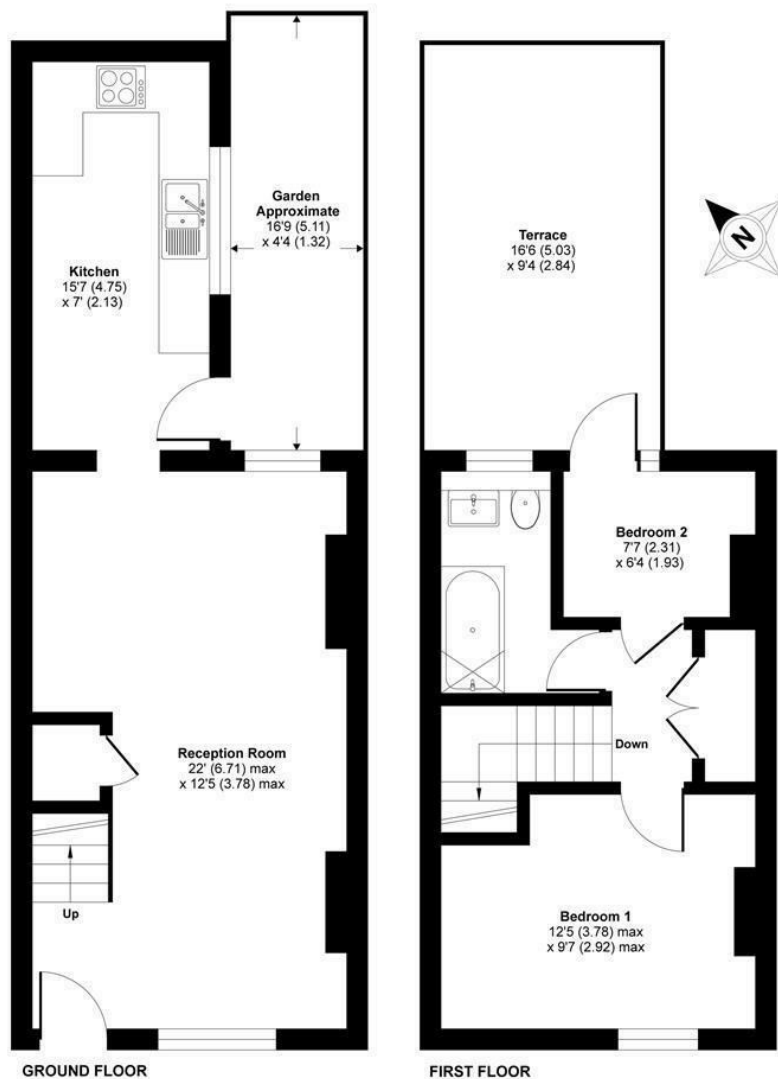 Garden
Approximate
16'9 (5.11)
x 4'4 (1.32)
Kitchen
15'7 (4.75)
x 7' (2.13)
Reception Room
22' (6.71) max
x 12'5 (3.78) max
Up
GROUND FLOOR
Terrace
16'6 (5.03)
x 9'4 (2.84)
N
Bedroom 2
7'7 (2.31)
x 6'4 (1.93)
Down
Bedroom 1
12'5 (3.78) max
x 9'7 (2.92) max
FIRST FLOOR